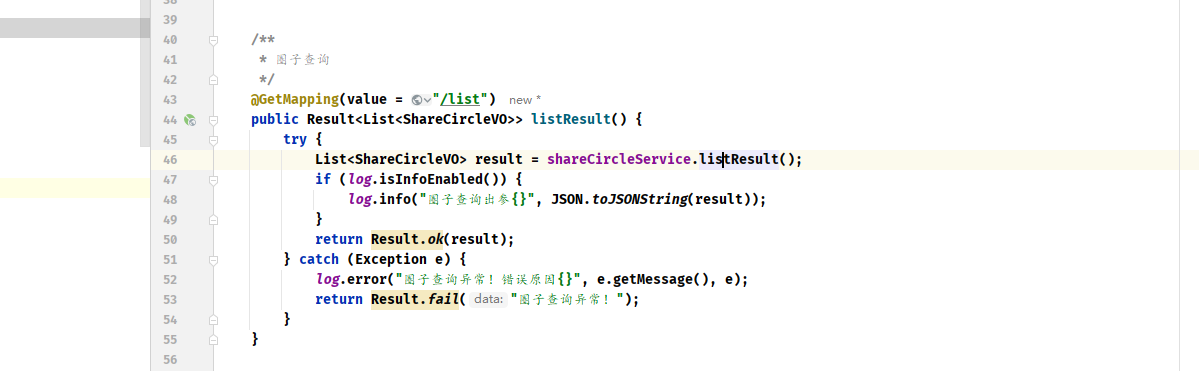 38
39
40 /**
41 * 圈子查询
42 */
43 @GetMapping(value = "/list") new *
44 public Result<List<ShareCircleVO>> listResult() {
45 try {
46 List<ShareCircleVO> result = shareCircleService.listResult();
47 if (log.isInfoEnabled()) {
48 log.info("圈子查询出参{}", JSON.toJSONString(result));
49 }
50 return Result.ok(result);
51 } catch (Exception e) {
52 log.error("圈子查询异常！错误原因{}", e.getMessage(), e);
53 return Result.fail( data: "圈子查询异常！");
54 }
55 }
56